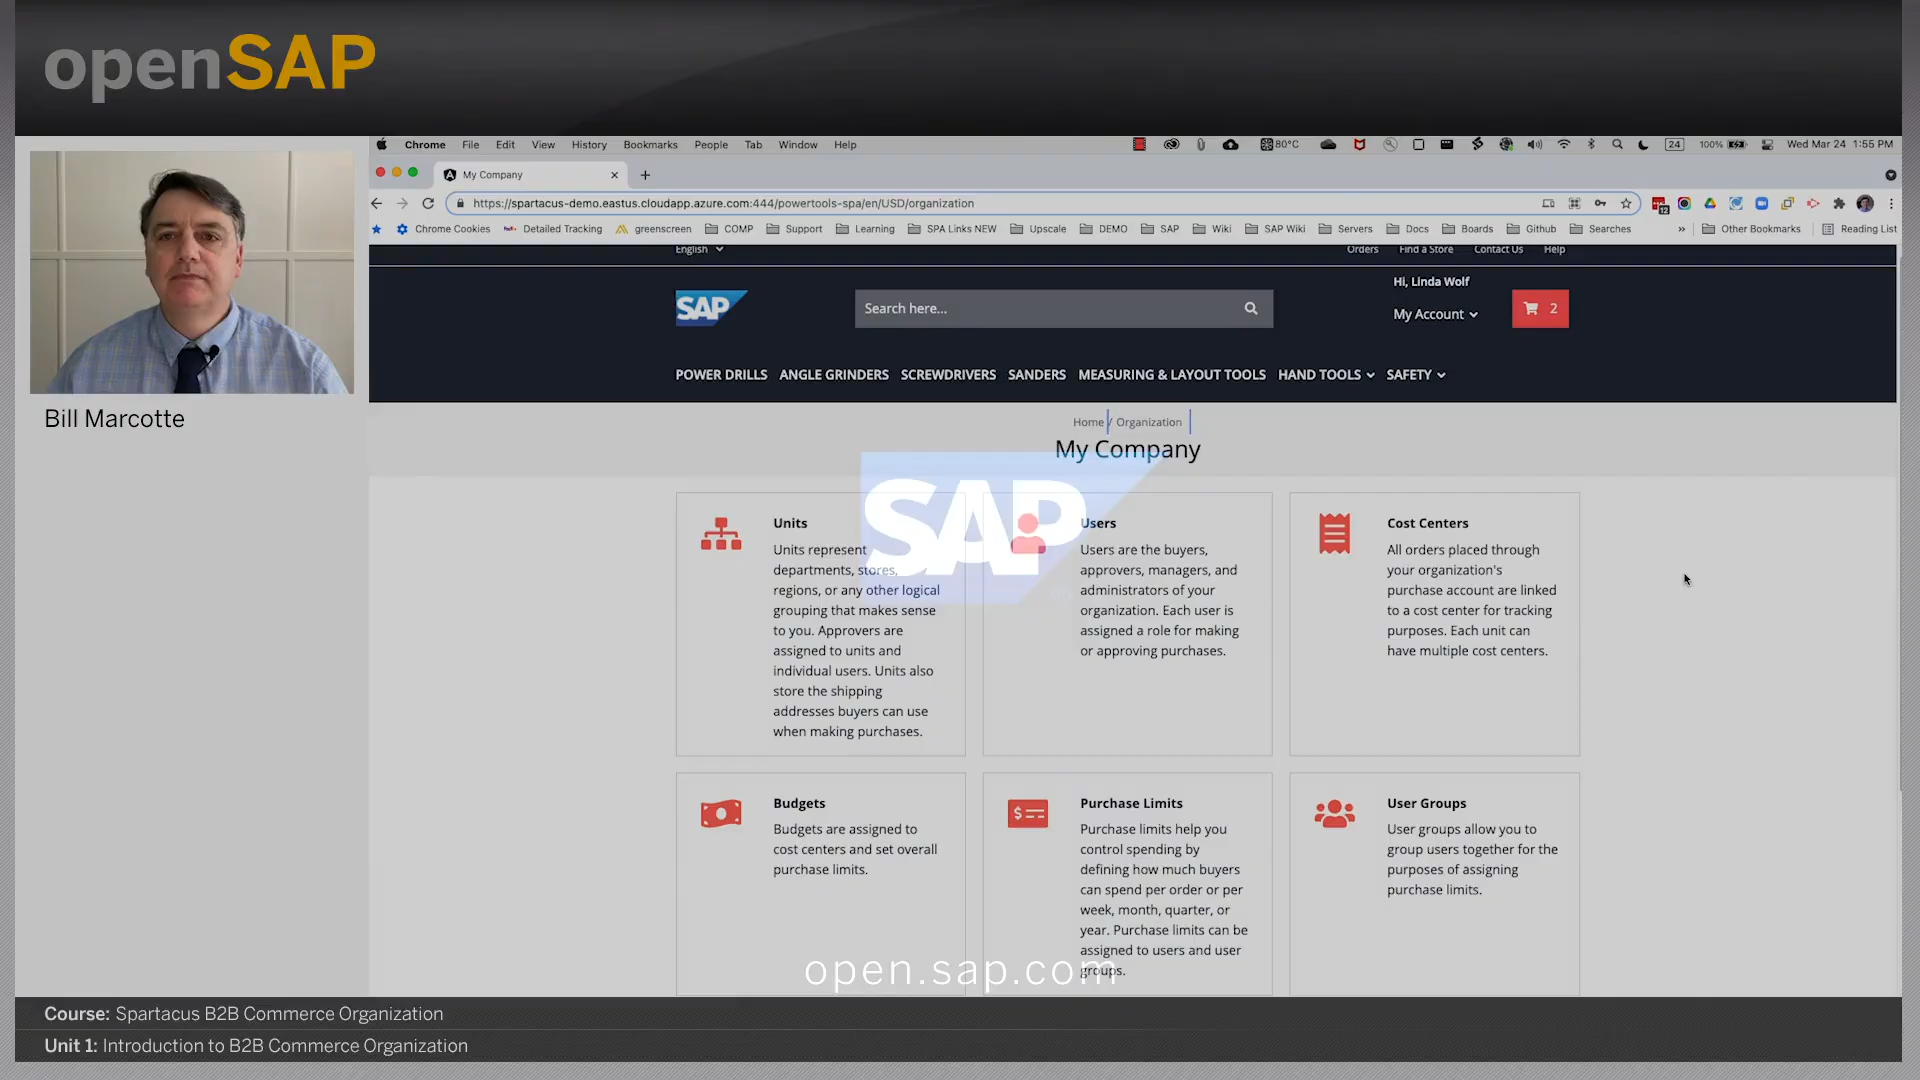 openSAP
Chrome File Edit View History Bookmarks People Tab Window Help
80°C 24 100% Wed Mar 24 1:55 PM
My Company
https://spartacus-demo.eastus.cloudapp.azure.com:444/powertools-spa/en/USD/organization
Chrome Cookies Detailed Tracking greenscreen COMP Support Learning SPA Links NEW Upscale DEMO SAP Wiki SAP Wiki Servers Docs Boards Github Searches » Other Bookmarks Reading List
English Orders Find a Store Contact Us Help
Hi, Linda Wolf
SAP Search here... My Account 2
POWER DRILLS ANGLE GRINDERS SCREWDRIVERS SANDERS MEASURING & LAYOUT TOOLS HAND TOOLS SAFETY
Bill Marcotte
Home / Organization
My Company
SAP
Units
Units represent
departments, stores,
regions, or any other logical
grouping that makes sense
to you. Approvers are
assigned to units and
individual users. Units also
store the shipping
addresses buyers can use
when making purchases.
Users
Users are the buyers,
approvers, managers, and
administrators of your
organization. Each user is
assigned a role for making
or approving purchases.
Cost Centers
All orders placed through
your organization's
purchase account are linked
to a cost center for tracking
purposes. Each unit can
have multiple cost centers.
Budgets
Budgets are assigned to
cost centers and set overall
purchase limits.
Purchase Limits
Purchase limits help you
control spending by
defining how much buyers
can spend per order or per
week, month, quarter, or
year. Purchase limits can be
assigned to users and user
groups.
User Groups
User groups allow you to
group users together for the
purposes of assigning
purchase limits.
open.sap.com
Course: Spartacus B2B Commerce Organization
Unit 1: Introduction to B2B Commerce Organization